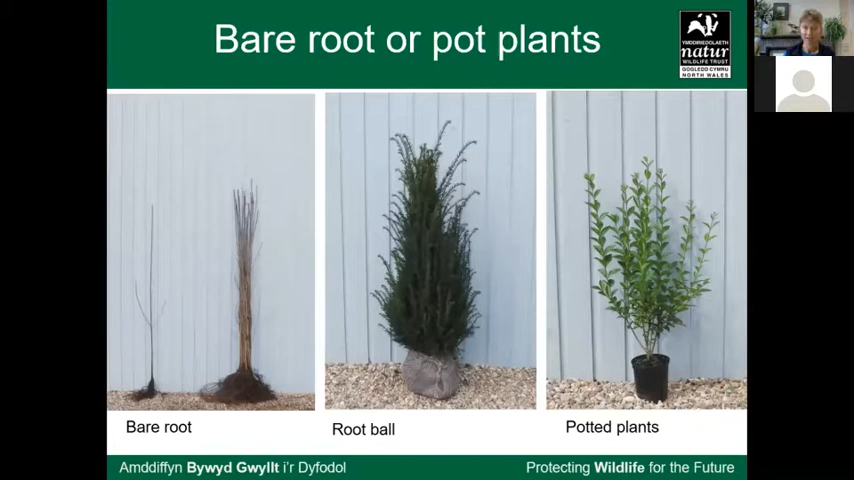 Bare root or pot plants
YMDDIRIEDOLAETH
natur
WILDLIFE TRUST
GOGLEDD CYMRU
NORTH WALES
Bare root
Root ball
Potted plants
Amddiffyn Bywyd Gwyllt i'r Dyfodol
Protecting Wildlife for the Future